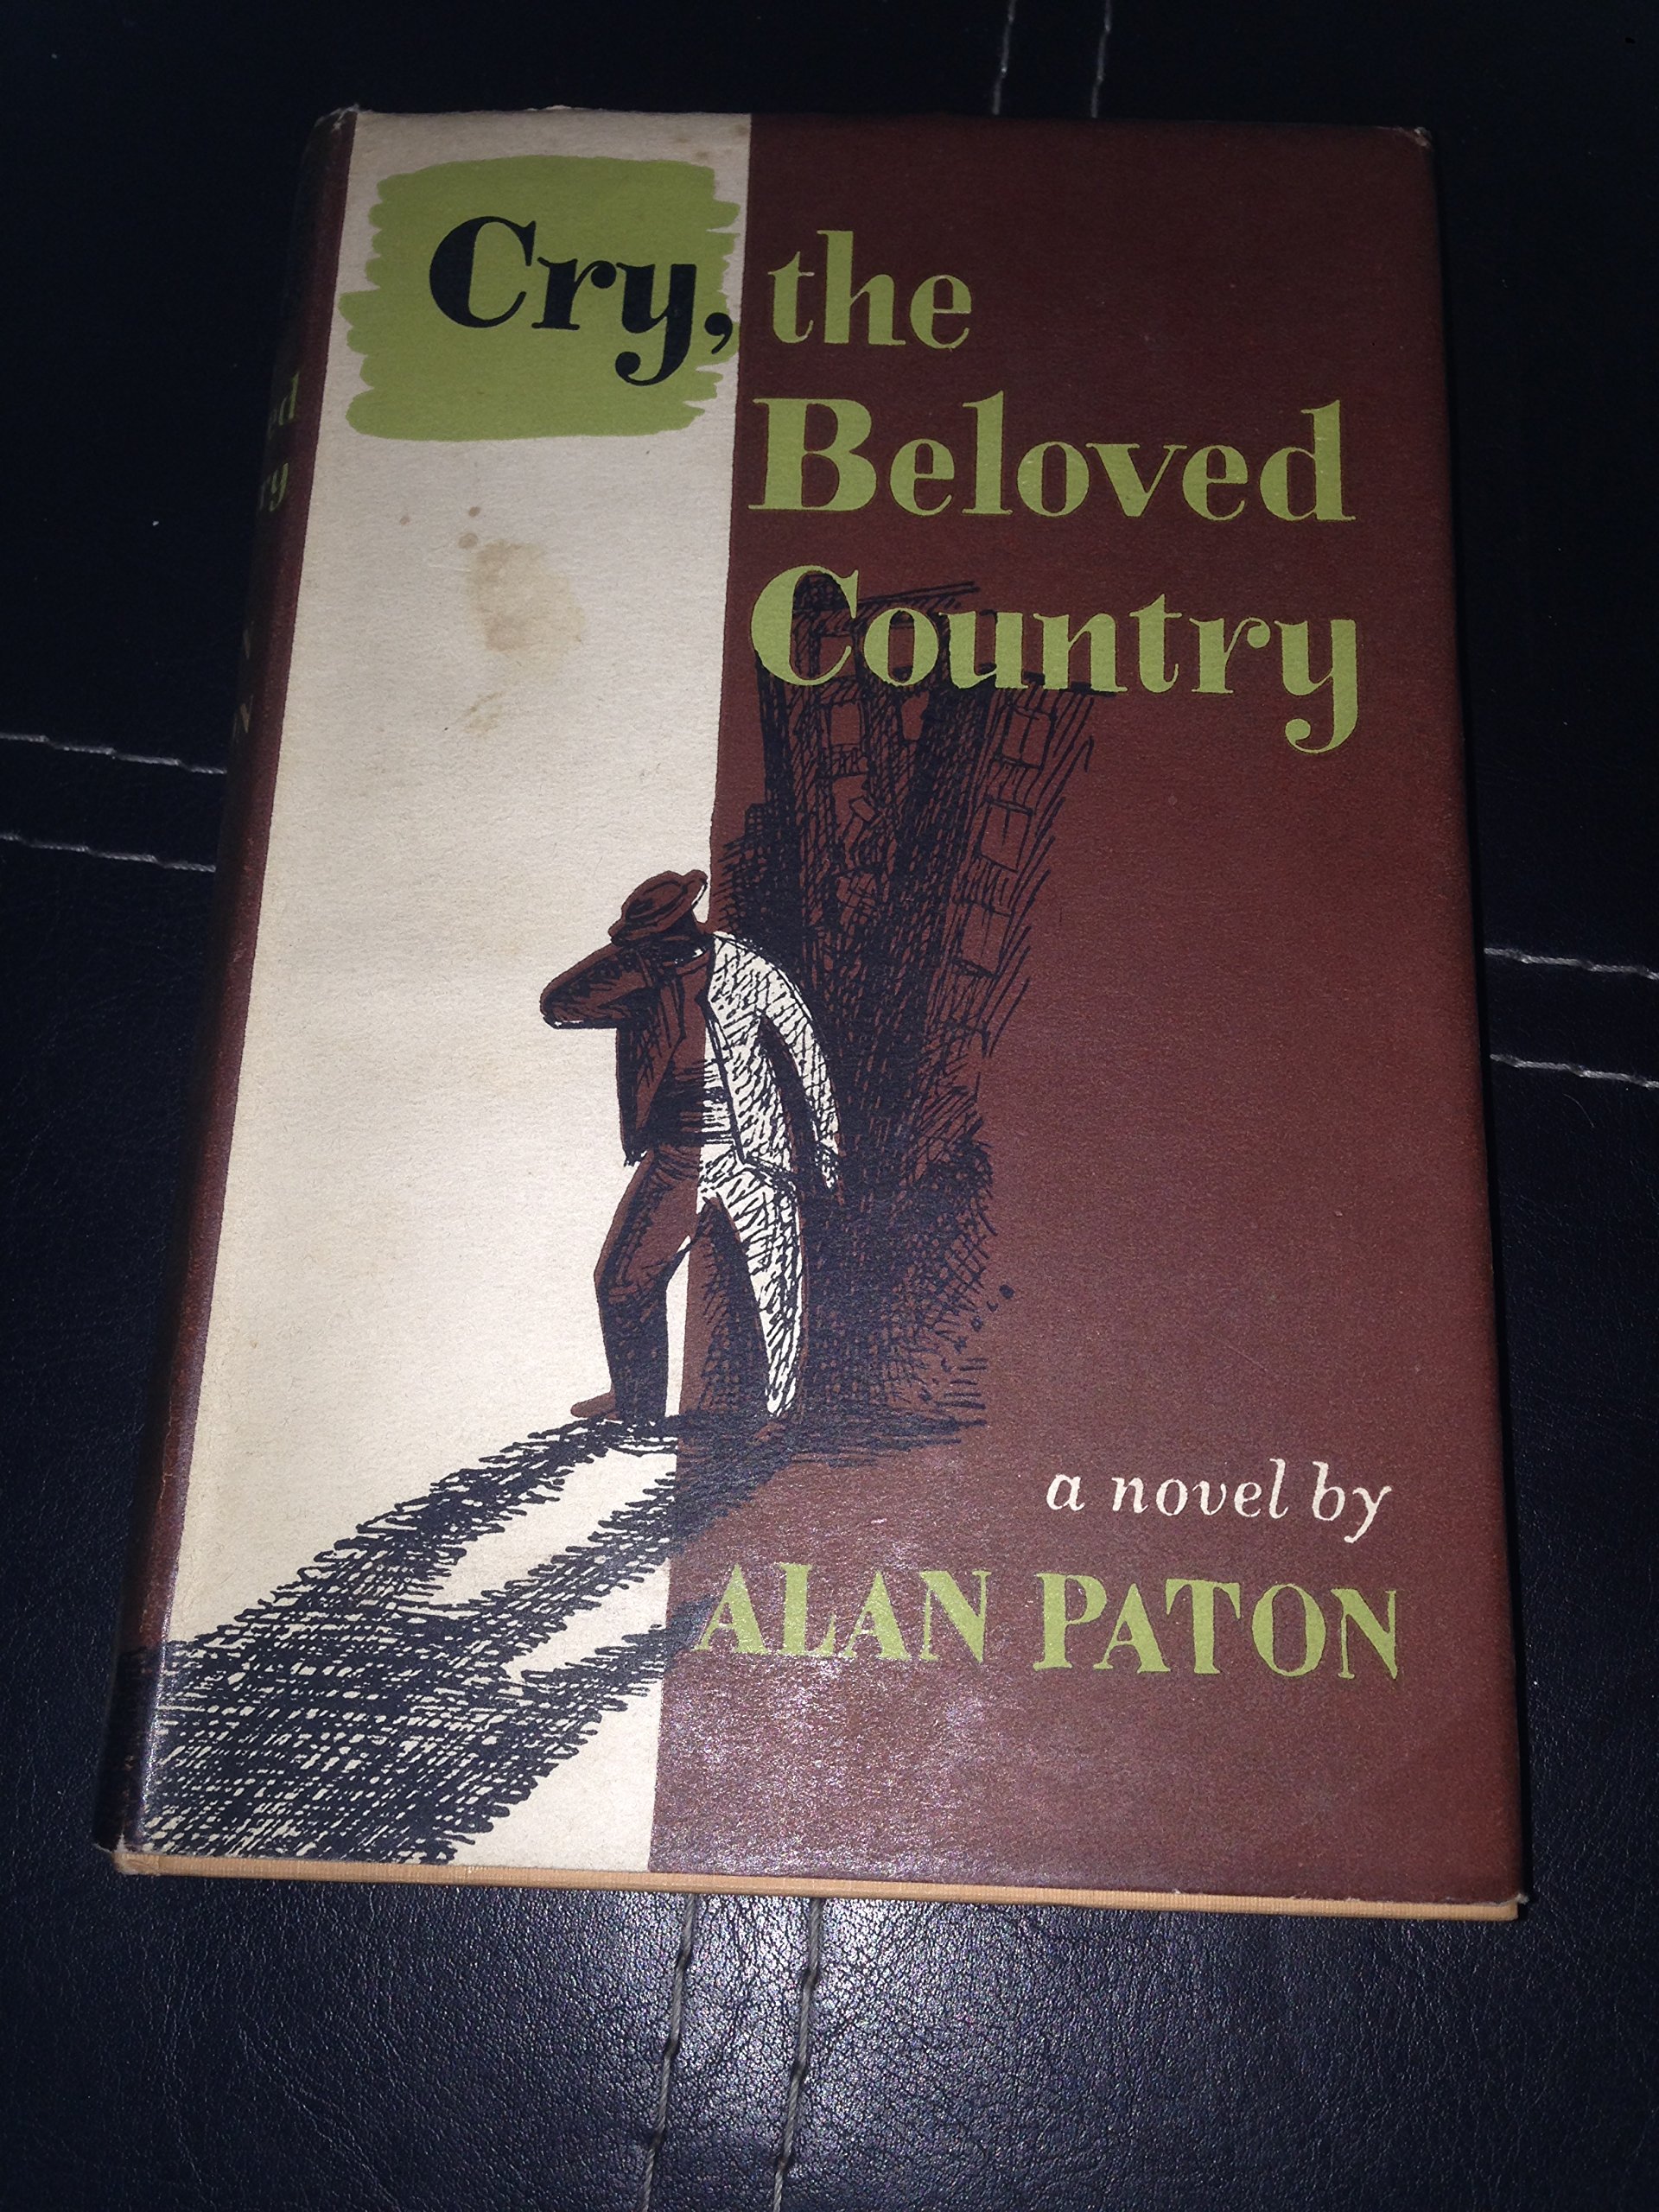 Cry, the
Beloved
Country
a novel by
ALAN PATON